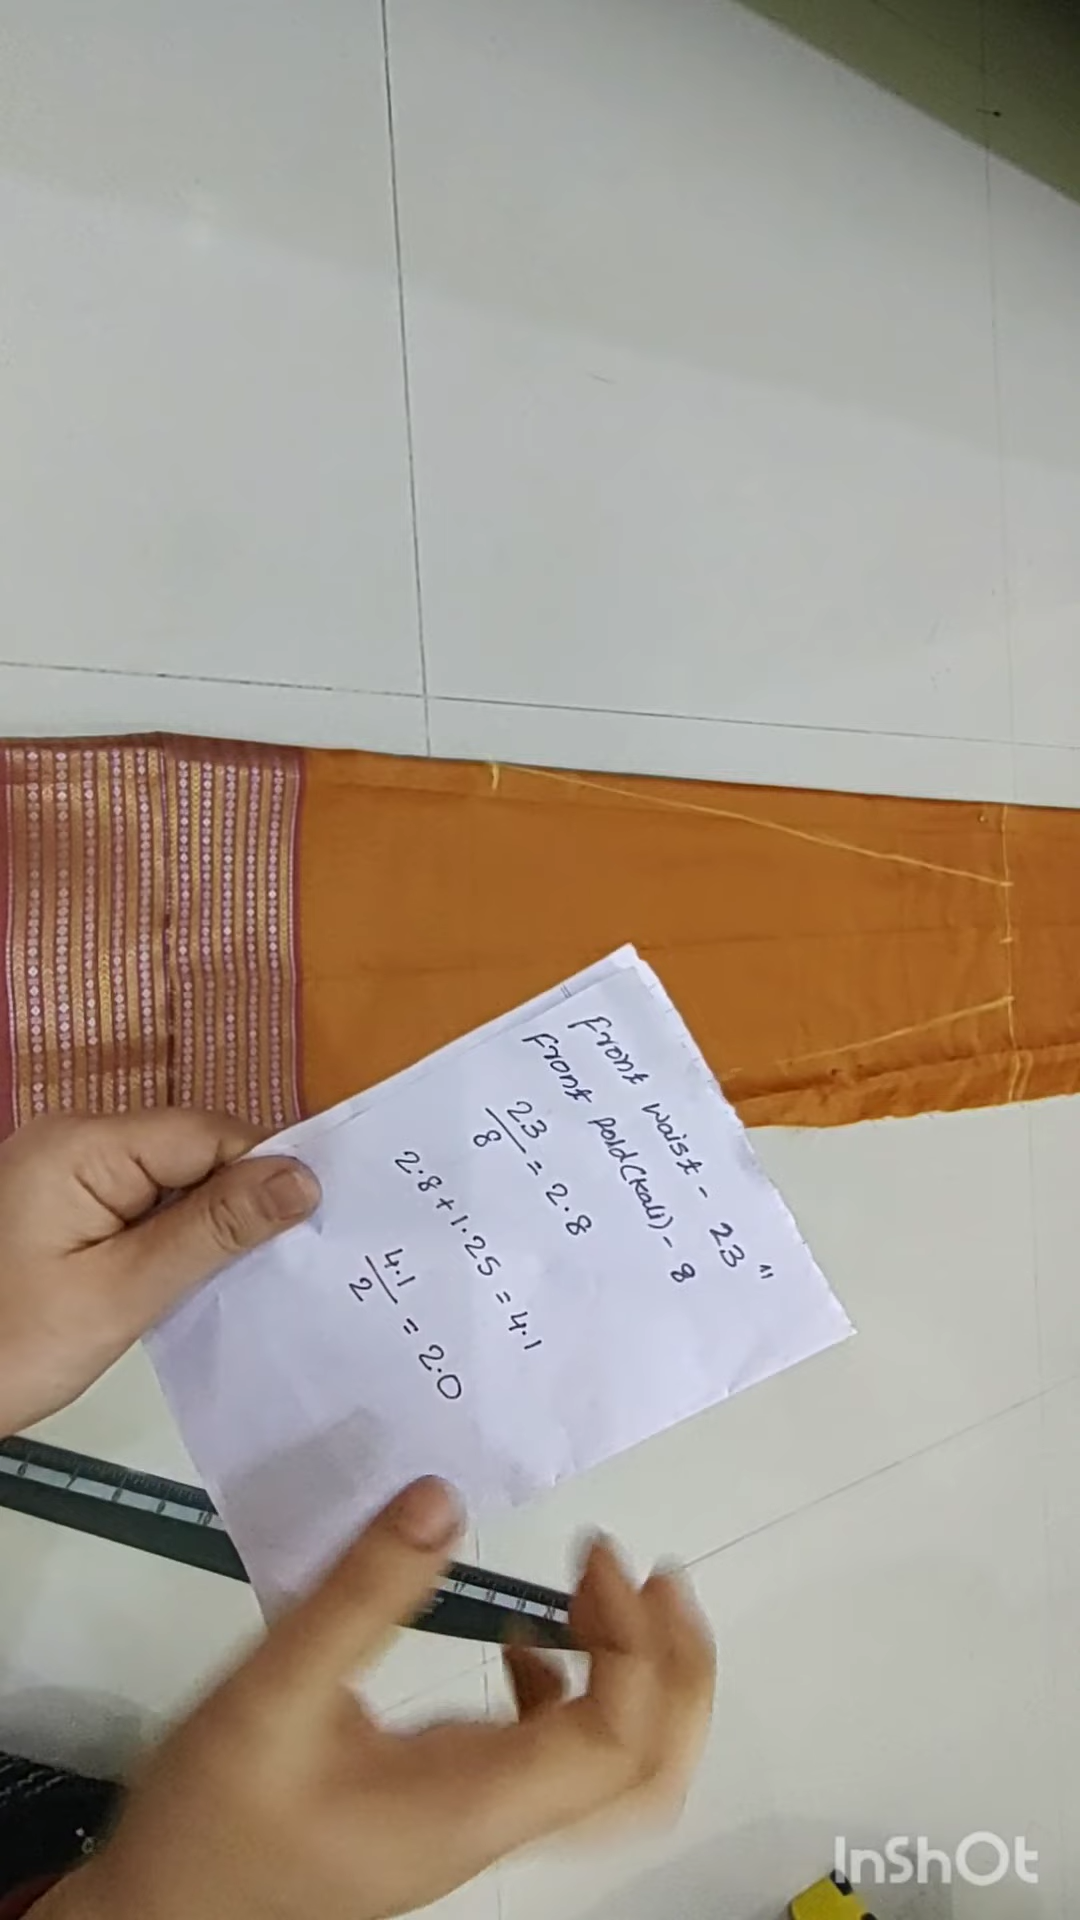 Front waist - 23"
Front Fold(Kali) - 8
23/8 = 2.8
2.8 + 1.25 = 4.1
4.1/2 = 2.0
InShOt